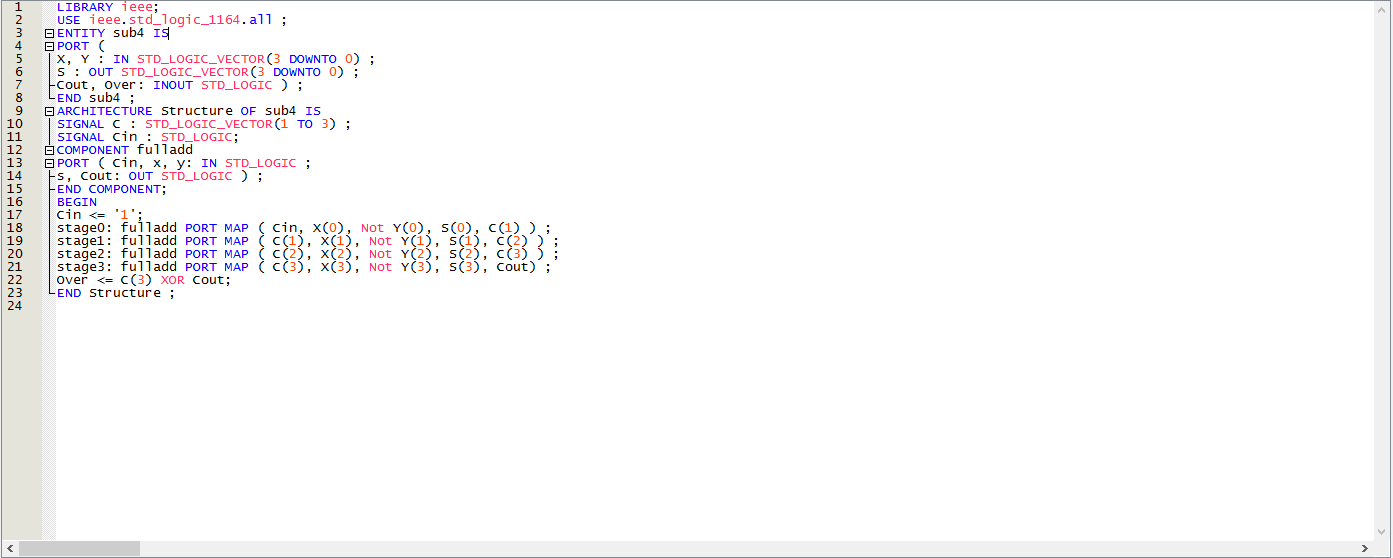 1 LIBRARY ieee;
2 USE ieee.std_logic_1164.all ;
3 ENTITY sub4 IS
4 PORT (
5 X, Y : IN STD_LOGIC_VECTOR(3 DOWNTO 0) ;
6 S : OUT STD_LOGIC_VECTOR(3 DOWNTO 0) ;
7 Cout, Over: INOUT STD_LOGIC ) ;
8 END sub4 ;
9 ARCHITECTURE Structure OF sub4 IS
10 SIGNAL C : STD_LOGIC_VECTOR(1 TO 3) ;
11 SIGNAL Cin : STD_LOGIC;
12 COMPONENT fulladd
13 PORT ( Cin, x, y: IN STD_LOGIC ;
14 s, Cout: OUT STD_LOGIC ) ;
15 END COMPONENT;
16 BEGIN
17 Cin <= '1';
18 stage0: fulladd PORT MAP ( Cin, X(0), Not Y(0), S(0), C(1) ) ;
19 stage1: fulladd PORT MAP ( C(1), X(1), Not Y(1), S(1), C(2) ) ;
20 stage2: fulladd PORT MAP ( C(2), X(2), Not Y(2), S(2), C(3) ) ;
21 stage3: fulladd PORT MAP ( C(3), X(3), Not Y(3), S(3), Cout) ;
22 Over <= C(3) XOR Cout;
23 END Structure ;
24